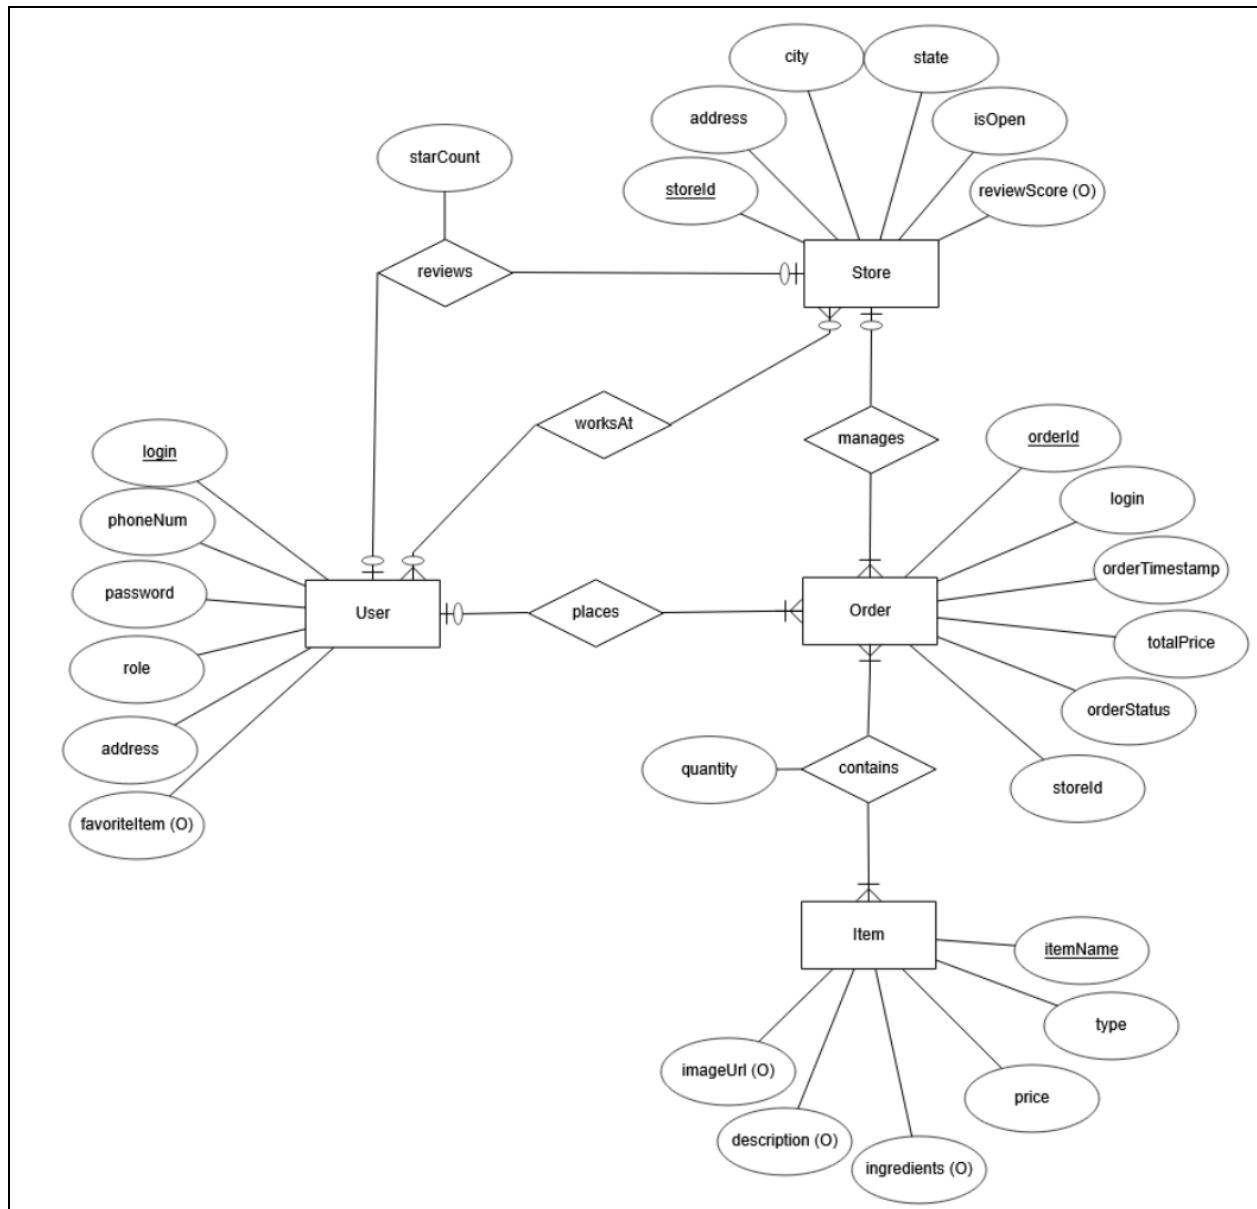 city
state
address
isOpen
starCount
storeId
reviewScore (O)
reviews
Store
worksAt
manages
orderId
login
login
phoneNum
orderTimestamp
password
User
places
Order
totalPrice
role
orderStatus
address
quantity
contains
storeId
favoriteItem (O)
Item
itemName
type
imageUrl (O)
price
description (O)
ingredients (O)